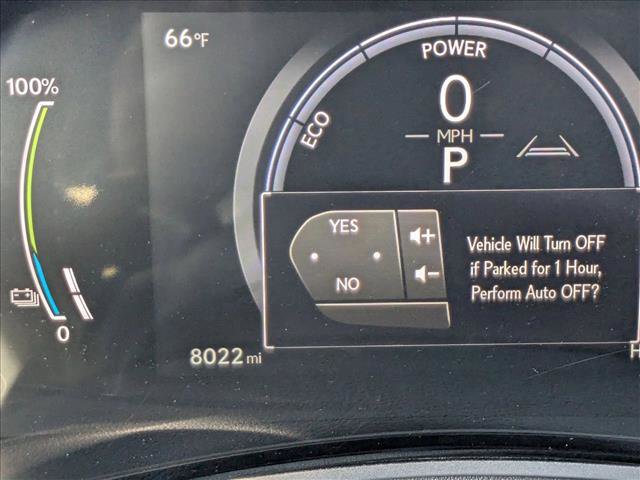 66°F
100%
POWER
ECO
0
MPH
P
YES
NO
+
-
Vehicle Will Turn OFF
if Parked for 1 Hour,
Perform Auto OFF?
0
8022 mi
H